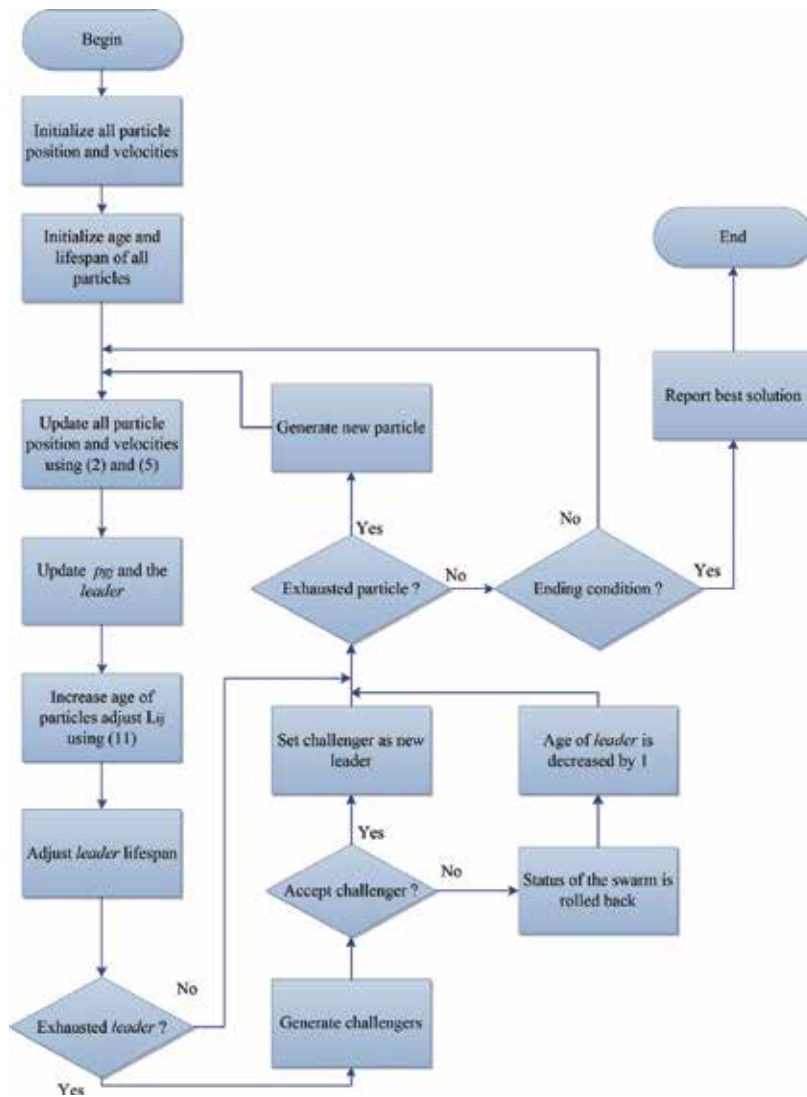 Begin
Initialize all particle
position and velocities
Initialize age and
lifespan of all
particles
End
Update all particle
position and velocities
using (2) and (5)
Generate new particle
Report best solution
Yes
No
Update and the
leader
Exhausted particle ?
No
Ending condition ?
Yes
Increase age of
particles adjust Lij
using (11)
Set challenger as new
leader
Age of leader is
decreased by 1
Adjust leader lifespan
Yes
Accept challenger ?
No
Status of the swarm is
rolled back
No
Exhausted leader ?
Generate challengers
Yes